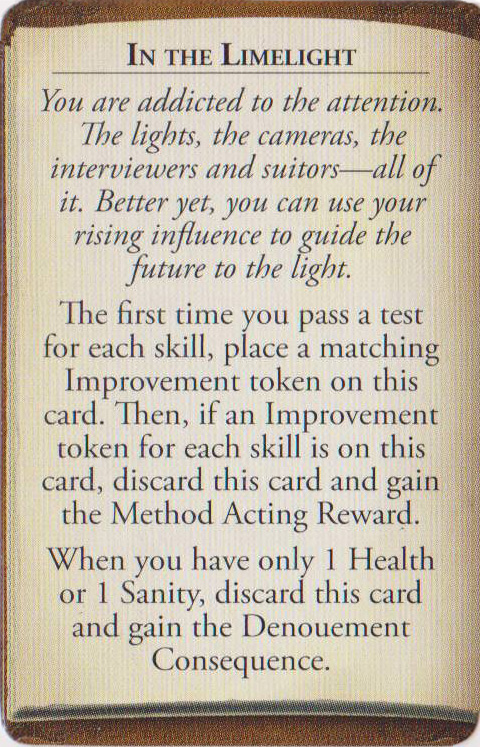 In the Limelight
You are addicted to the attention.
The lights, the cameras, the
interviewers and suitors—all of
it. Better yet, you can use your
rising influence to guide the
future to the light.
The first time you pass a test
for each skill, place a matching
Improvement token on this
card. Then, if an Improvement
token for each skill is on this
card, discard this card and gain
the Method Acting Reward.
When you have only 1 Health
or 1 Sanity, discard this card
and gain the Denouement
Consequence.